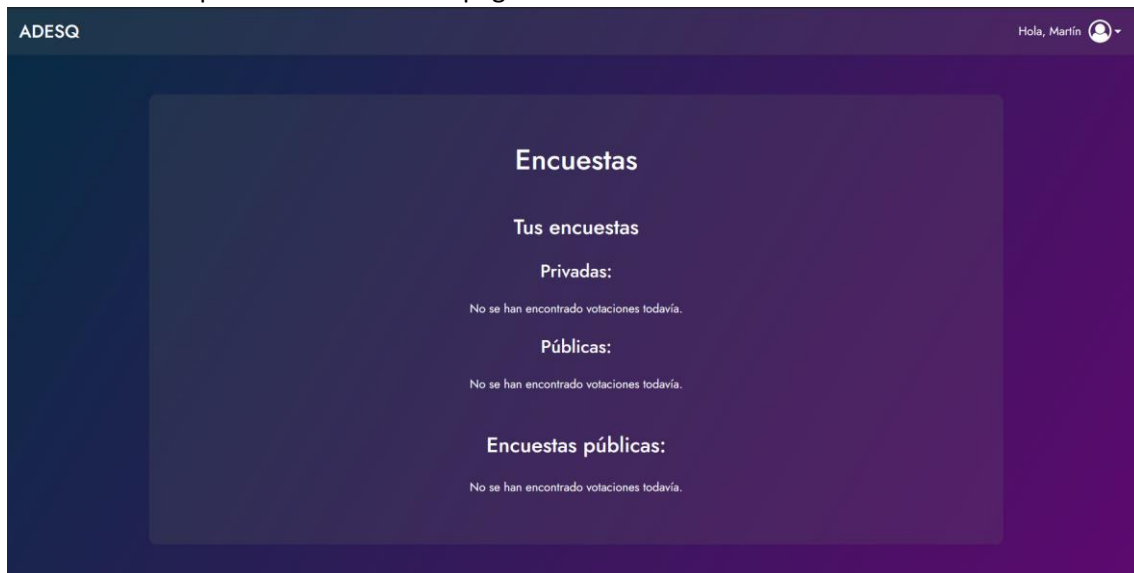 ADESQ
Hola, Martín
Encuestas
Tus encuestas
Privadas:
No se han encontrado votaciones todavía.
Públicas:
No se han encontrado votaciones todavía.
Encuestas públicas:
No se han encontrado votaciones todavía.